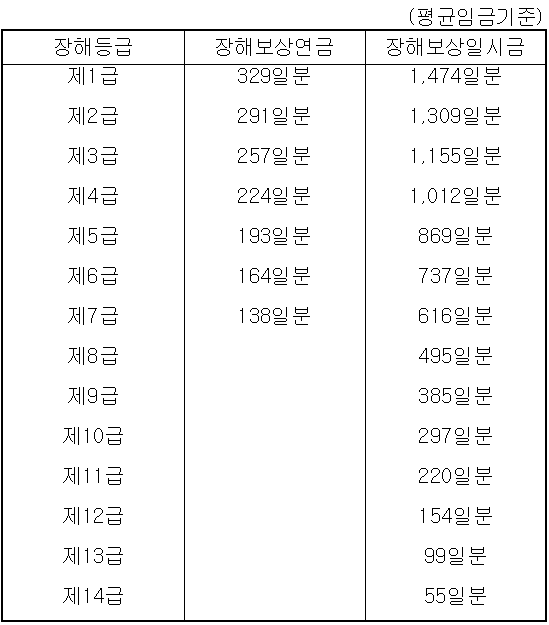 (평균임금기준)
장해등급 장해보상연금 장해보상일시금
제1급 329일분 1,474일분
제2급 291일분 1,309일분
제3급 257일분 1,155일분
제4급 224일분 1,012일분
제5급 193일분 869일분
제6급 164일분 737일분
제7급 138일분 616일분
제8급 495일분
제9급 385일분
제10급 297일분
제11급 220일분
제12급 154일분
제13급 99일분
제14급 55일분